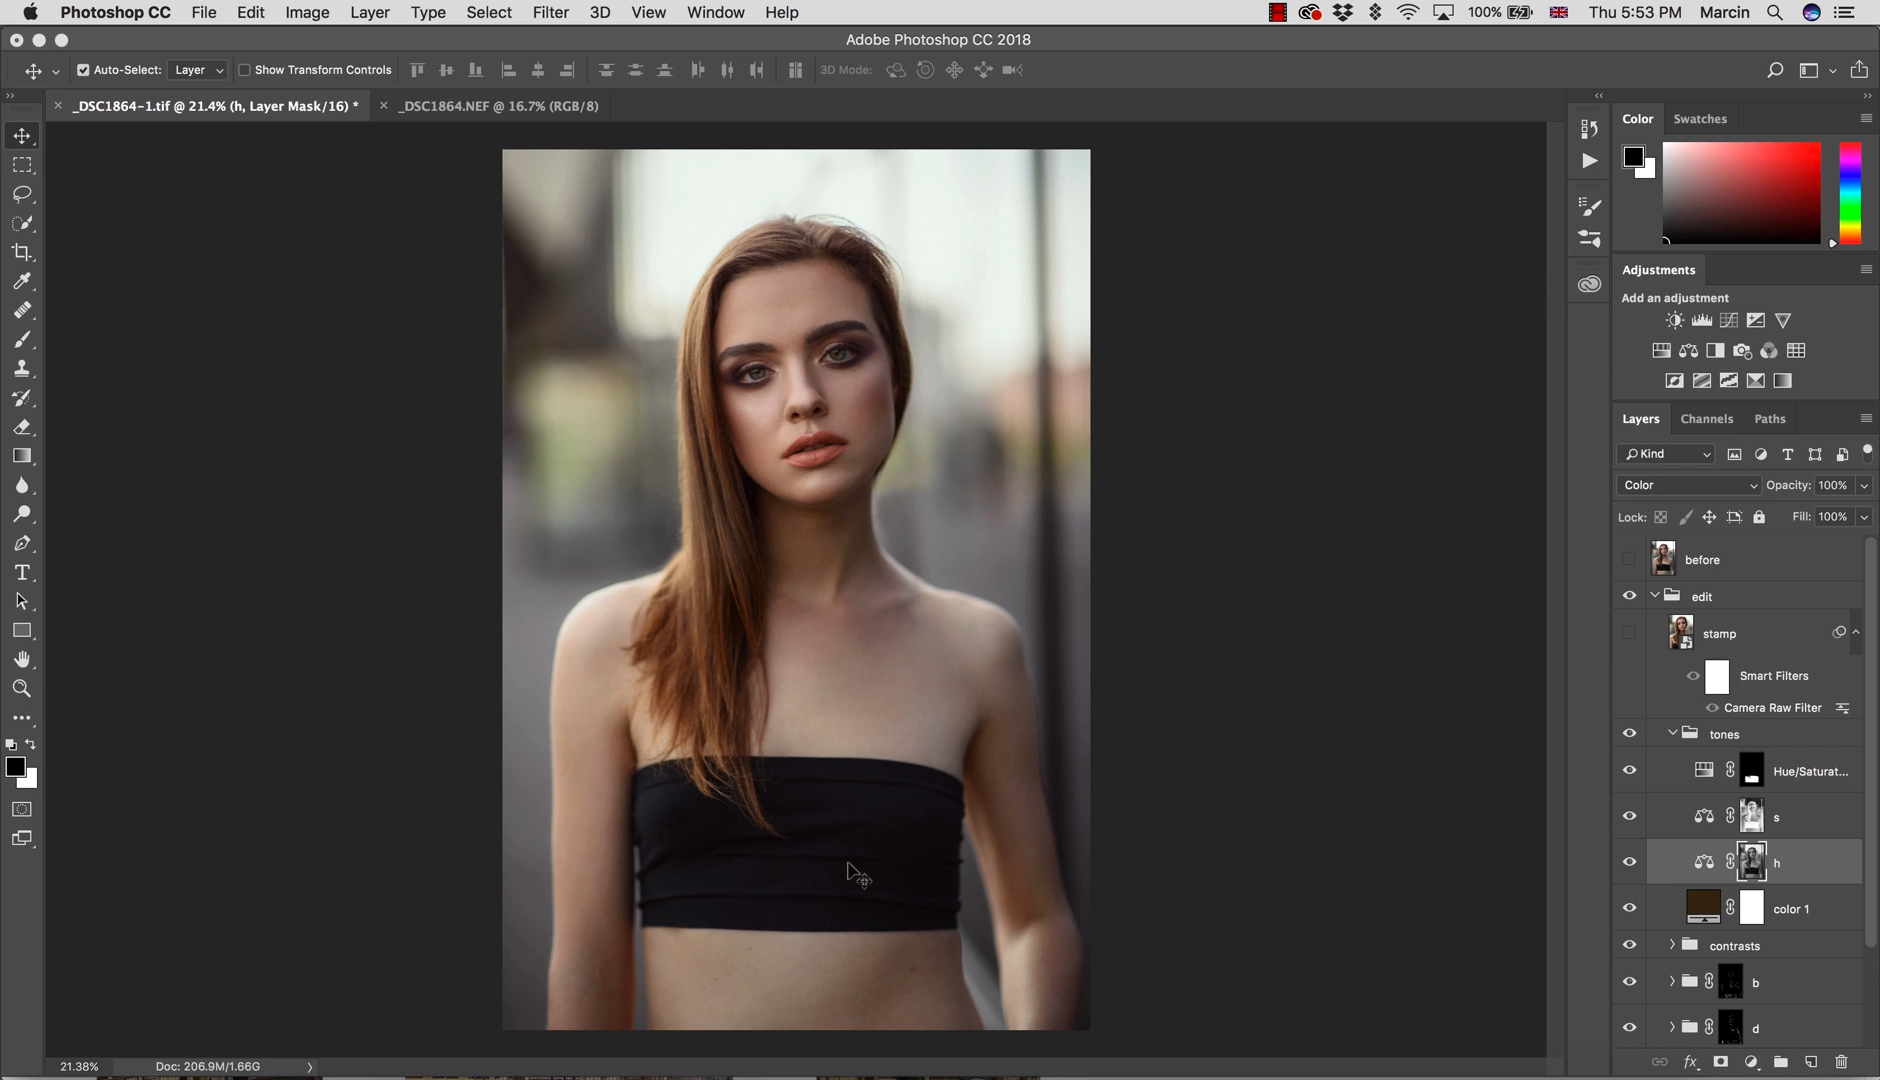 Photoshop CC File Edit Image Layer Type Select Filter 3D View Window Help 100% Thu 5:53 PM Marcin
Adobe Photoshop CC 2018
Auto-Select: Layer Show Transform Controls 3D Mode:
_DSC1864-1.tif @ 21.4% (h, Layer Mask/16) * _DSC1864.NEF @ 16.7% (RGB/8)
Color Swatches
Adjustments
Add an adjustment
Layers Channels Paths
Kind
Color Opacity: 100%
Lock: Fill: 100%
before
edit
stamp
Smart Filters
Camera Raw Filter
tones
Hue/Saturat...
s
h
color 1
contrasts
b
d
21.38% Doc: 206.9M/1.66G